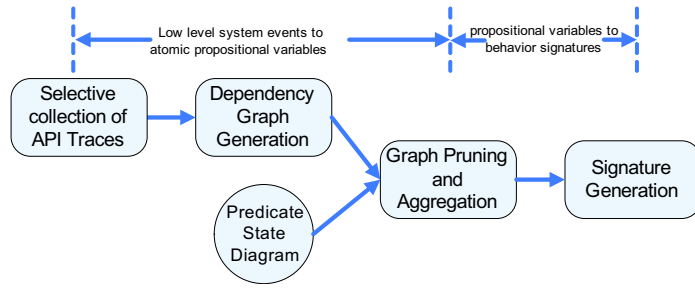 Low level system events to
atomic propositional variables
propositional variables to
behavior signatures
Selective
collection of
API Traces
Dependency
Graph
Generation
Graph Pruning
and
Aggregation
Signature
Generation
Predicate
State
Diagram